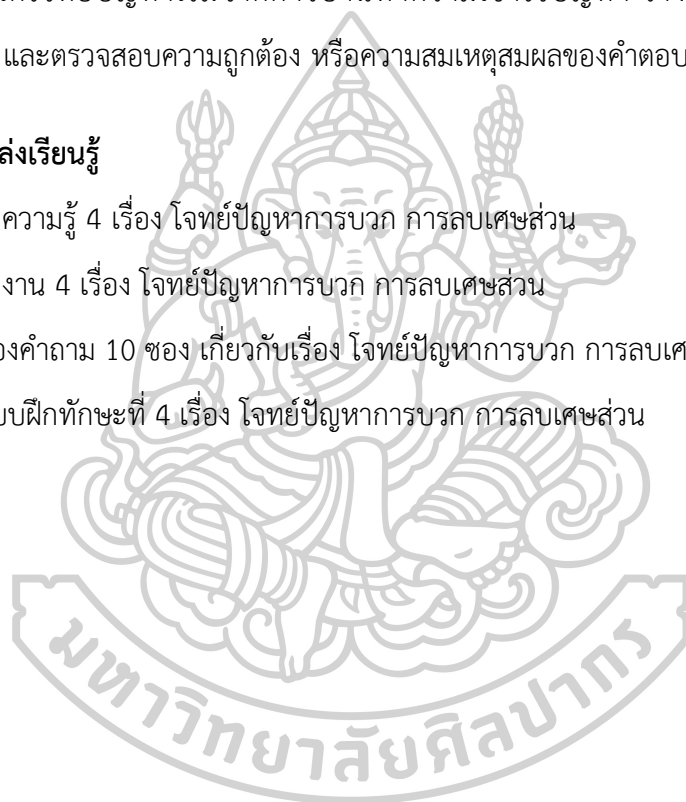 และตรวจสอบความถูกต้อง หรือความสมเหตุสมผลของคำตอบ
ล่งเรียนรู้
ความรู้ 4 เรื่อง โจทย์ปัญหาการบวก การลบเศษส่วน
งาน 4 เรื่อง โจทย์ปัญหาการบวก การลบเศษส่วน
องคำถาม 10 ซอง เกี่ยวกับเรื่อง โจทย์ปัญหาการบวก การลบเศ
บบฝึกทักษะที่ 4 เรื่อง โจทย์ปัญหาการบวก การลบเศษส่วน
มหาวิทยาลัยศิลปากร